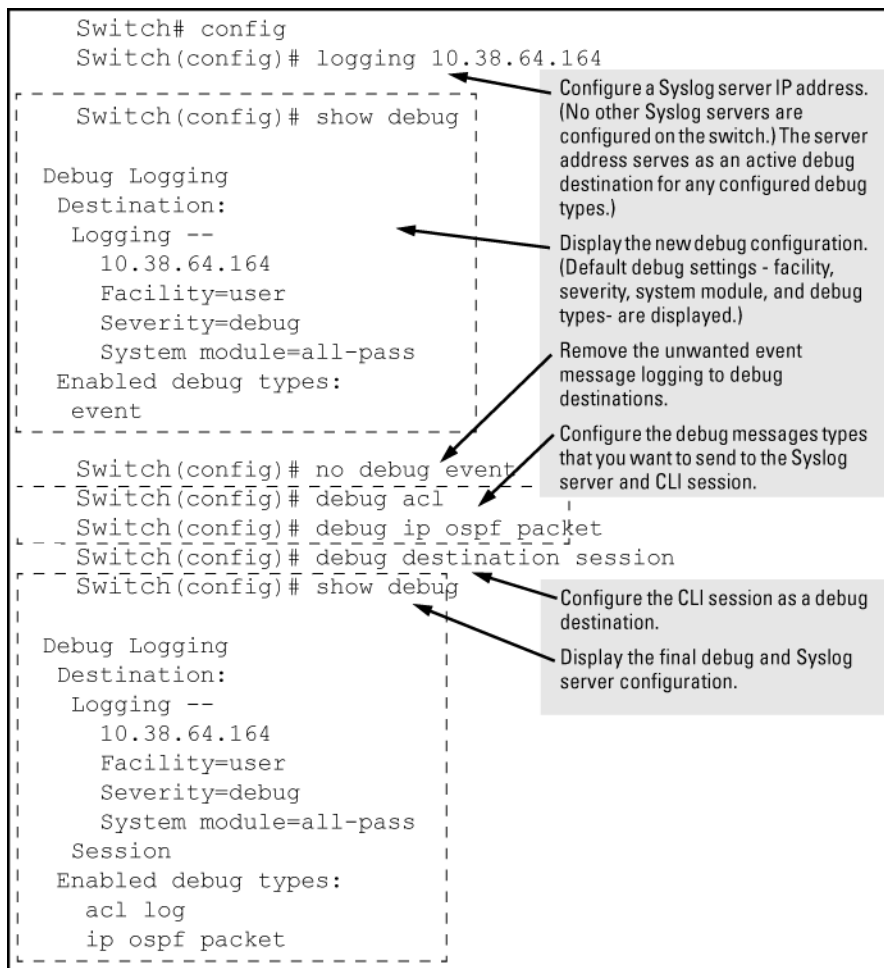 Switch# config
Switch(config)# logging 10.38.64.164
Configure a Syslog server IP address.
(No other Syslog servers are
configured on the switch.) The server
address serves as an active debug
destination for any configured debug
types.)
Switch(config)# show debug
Debug Logging
Destination:
Logging --
10.38.64.164
Facility=user
Severity=debug
System module=all-pass
Enabled debug types:
event
Display the new debug configuration.
(Default debug settings - facility,
severity, system module, and debug
types- are displayed.)
Remove the unwanted event
message logging to debug
destinations.
Configure the debug messages types
that you want to send to the Syslog
server and CLI session.
Switch(config)# no debug event
Switch(config)# debug acl
Switch(config)# debug ip ospf packet
Switch(config)# debug destination session
Switch(config)# show debug
Configure the CLI session as a debug
destination.
Display the final debug and Syslog
server configuration.
Debug Logging
Destination:
Logging --
10.38.64.164
Facility=user
Severity=debug
System module=all-pass
Session
Enabled debug types:
acl log
ip ospf packet